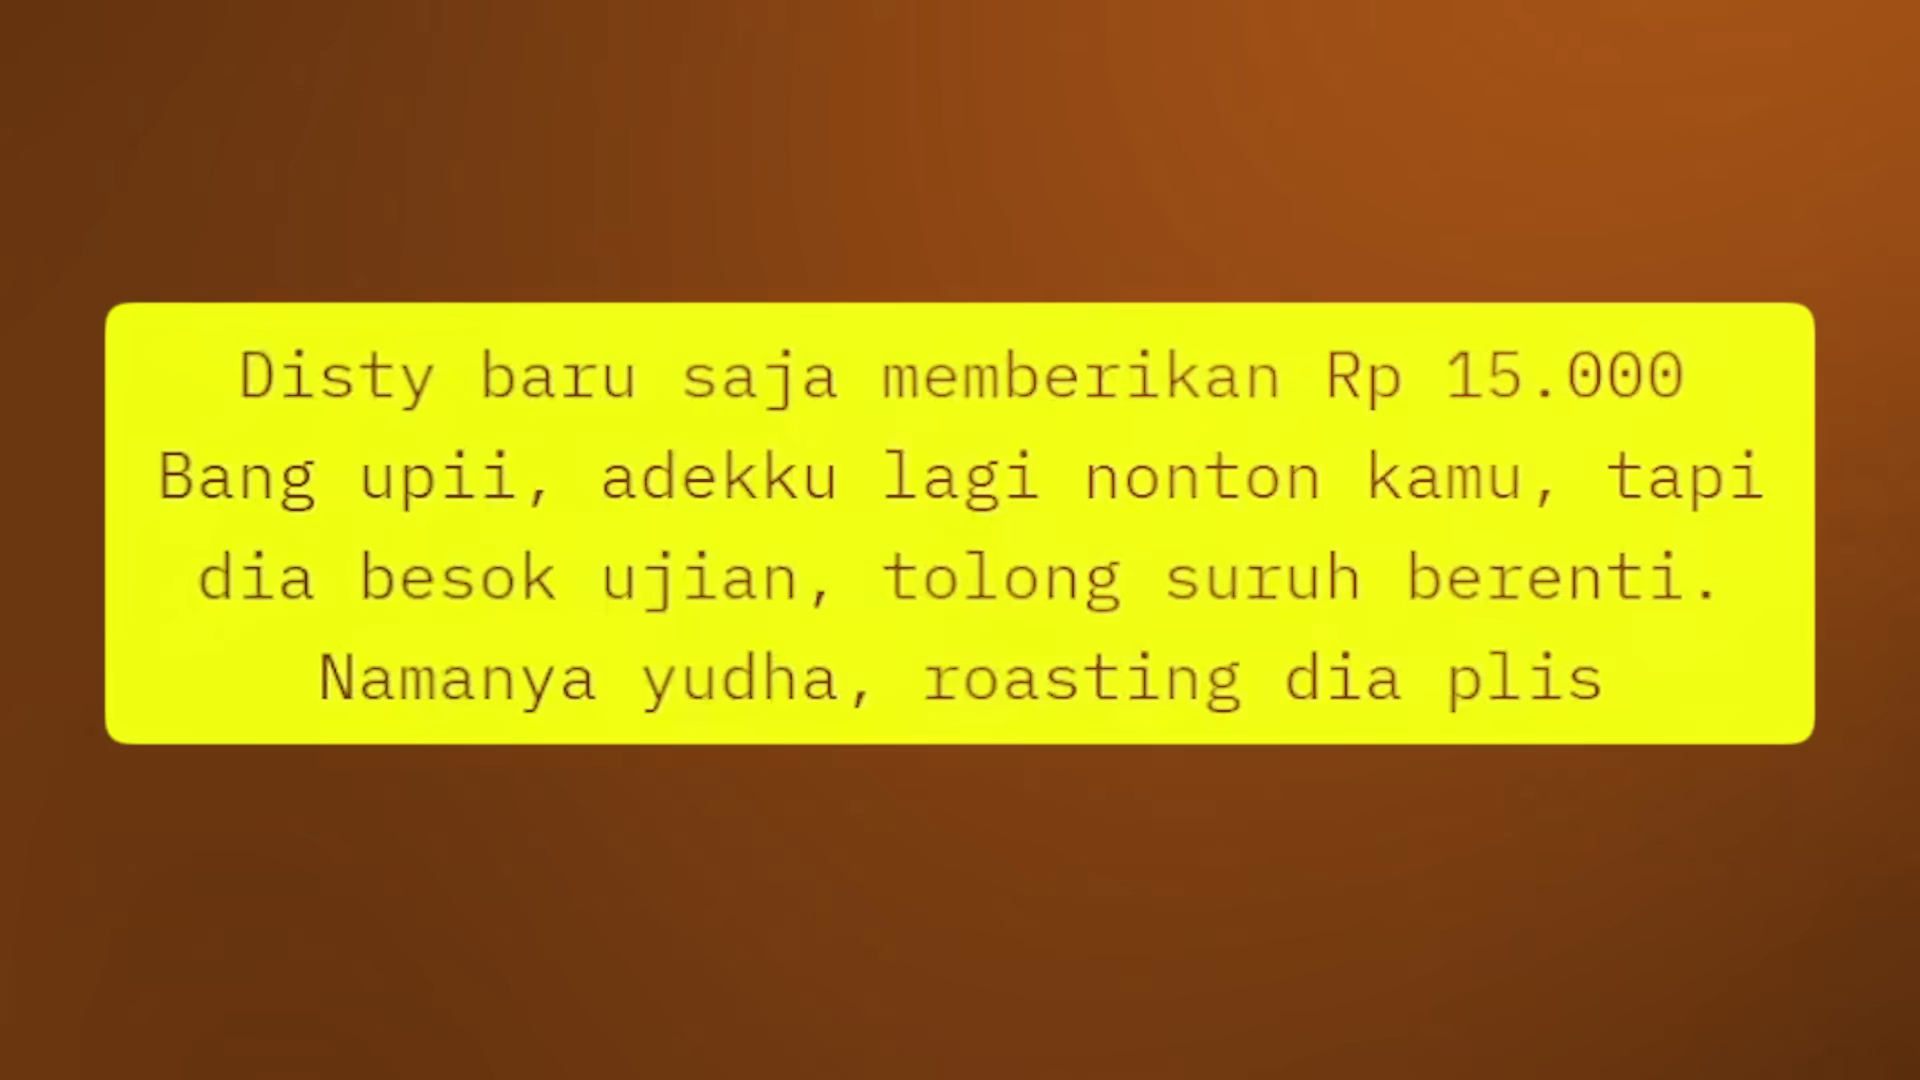 Disty baru saja memberikan Rp 15.000
Bang upii, adekku lagi nonton kamu, tapi
dia besok ujian, tolong suruh berenti.
Namanya yudha, roasting dia plis